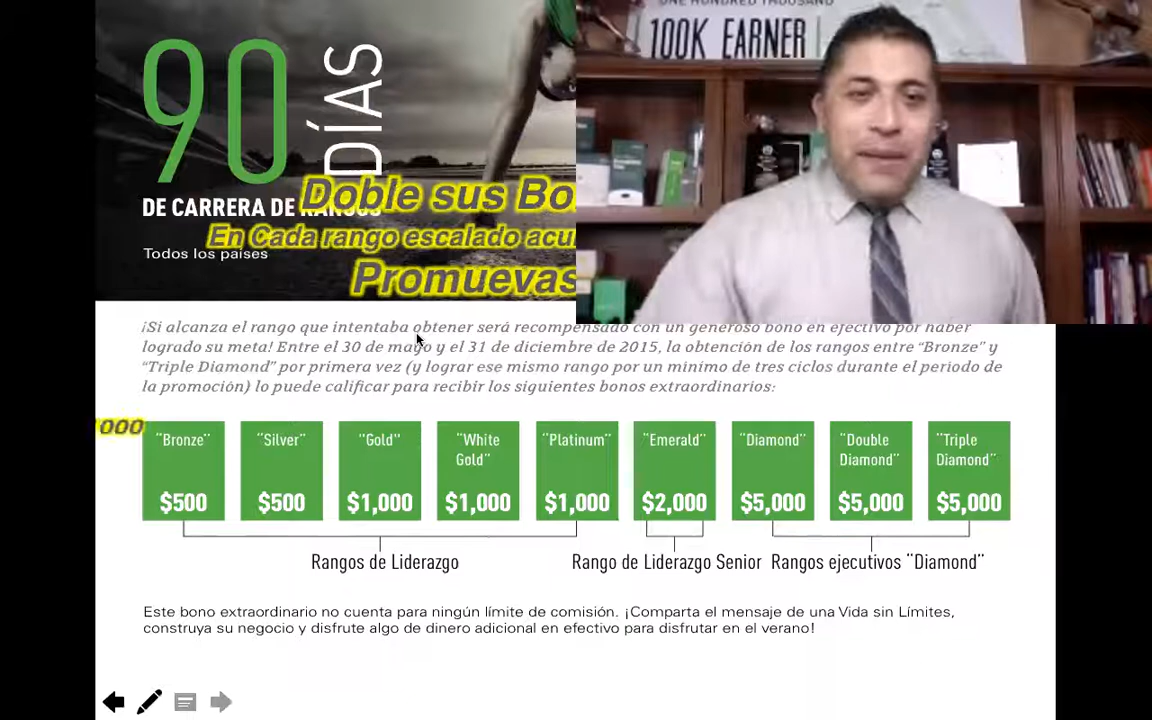 ONE HUNDRED THOUSAND
100K EARNER
90
DÍAS
DE CARRERA DE RANGOS
Todos los países
Doble sus Bo
En Cada rango escalado acu
Promuevas
¡Si alcanza el rango que intentaba obtener será recompensado con un generoso bono en efectivo por haber
logrado su meta! Entre el 30 de mayo y el 31 de diciembre de 2015, la obtención de los rangos entre “Bronze” y
“Triple Diamond” por primera vez (y lograr ese mismo rango por un mínimo de tres ciclos durante el periodo de
la promoción) lo puede calificar para recibir los siguientes bonos extraordinarios:
000
"Bronze"
$500
"Silver"
$500
"Gold"
$1,000
"White
Gold"
$1,000
"Platinum"
$1,000
"Emerald"
$2,000
"Diamond"
$5,000
"Double
Diamond"
$5,000
"Triple
Diamond"
$5,000
Rangos de Liderazgo
Rango de Liderazgo Senior
Rangos ejecutivos "Diamond"
Este bono extraordinario no cuenta para ningún límite de comisión. ¡Comparta el mensaje de una Vida sin Límites,
construya su negocio y disfrute algo de dinero adicional en efectivo para disfrutar en el verano!